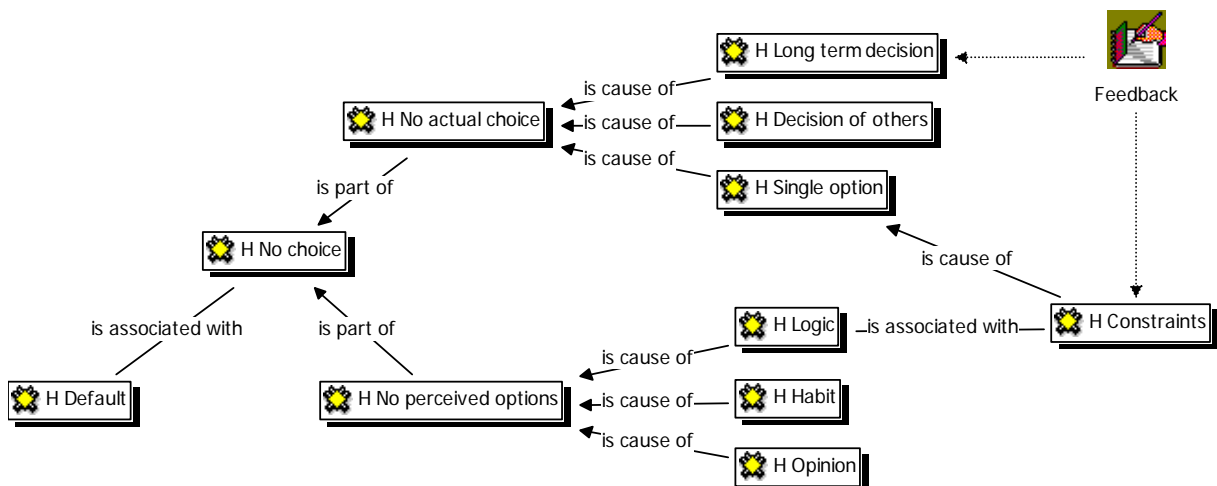 H Long term decision
Feedback
is cause of
H No actual choice
is cause of
H Decision of others
is cause of
is part of
H Single option
H No choice
is cause of
is associated with
is part of
H Logic
is associated with
H Constraints
is cause of
H Default
H No perceived options
is cause of
H Habit
is cause of
H Opinion